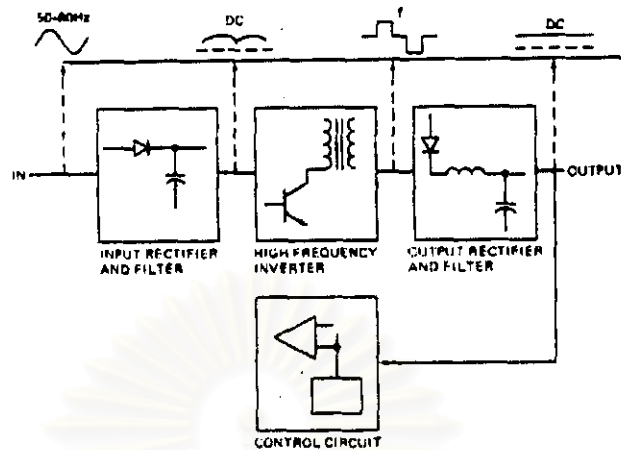 50-60Hz
DC
f
DC
IN
OUTPUT
INPUT RECTIFIER
AND FILTER
HIGH FREQUENCY
INVERTER
OUTPUT RECTIFIER
AND FILTER
CONTROL CIRCUIT